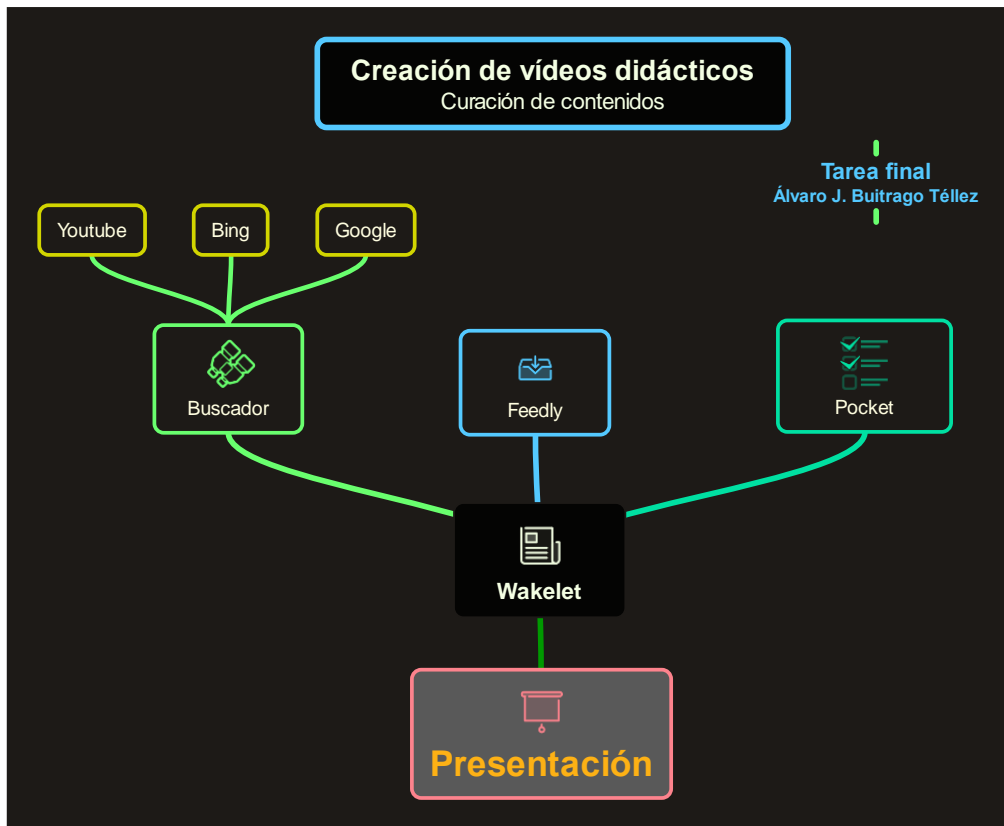 Creación de vídeos didácticos
Curación de contenidos
Tarea final
Álvaro J. Buitrago Téllez
Youtube
Bing
Google
Buscador
Feedly
Pocket
Wakelet
Presentación